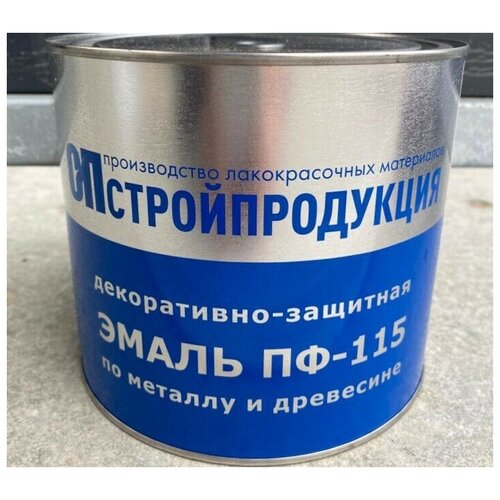 производство лакокрасочных материалов
СП СТРОЙПРОДУКЦИЯ
декоративно-защитная
ЭМАЛЬ ПФ-115
по металлу и древесине